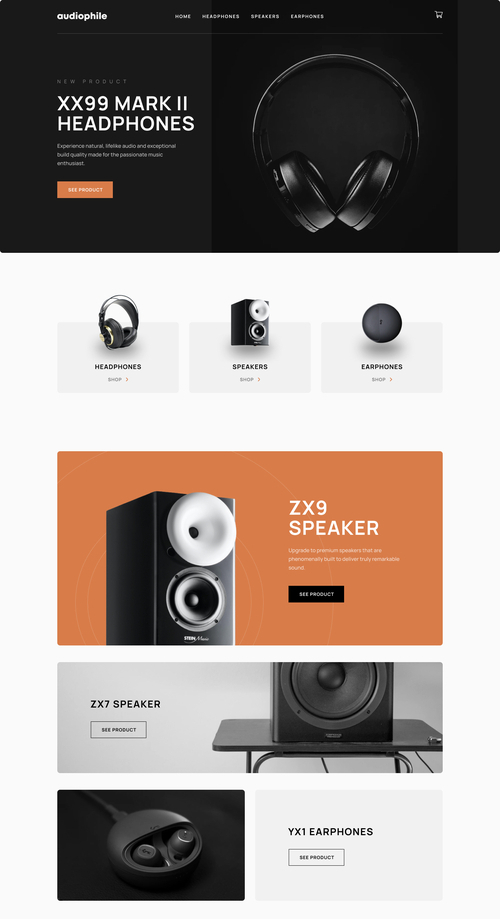 audiophile
HOME HEADPHONES SPEAKERS EARPHONES
NEW PRODUCT
XX99 MARK II
HEADPHONES
Experience natural, lifelike audio and exceptional
build quality made for the passionate music
enthusiast.
SEE PRODUCT
HEADPHONES
SHOP
SPEAKERS
SHOP
EARPHONES
SHOP
ZX9
SPEAKER
Upgrade to premium speakers that are
phenomenally built to deliver truly remarkable
sound.
SEE PRODUCT
STEIN Music
ZX7 SPEAKER
SEE PRODUCT
YX1 EARPHONES
SEE PRODUCT